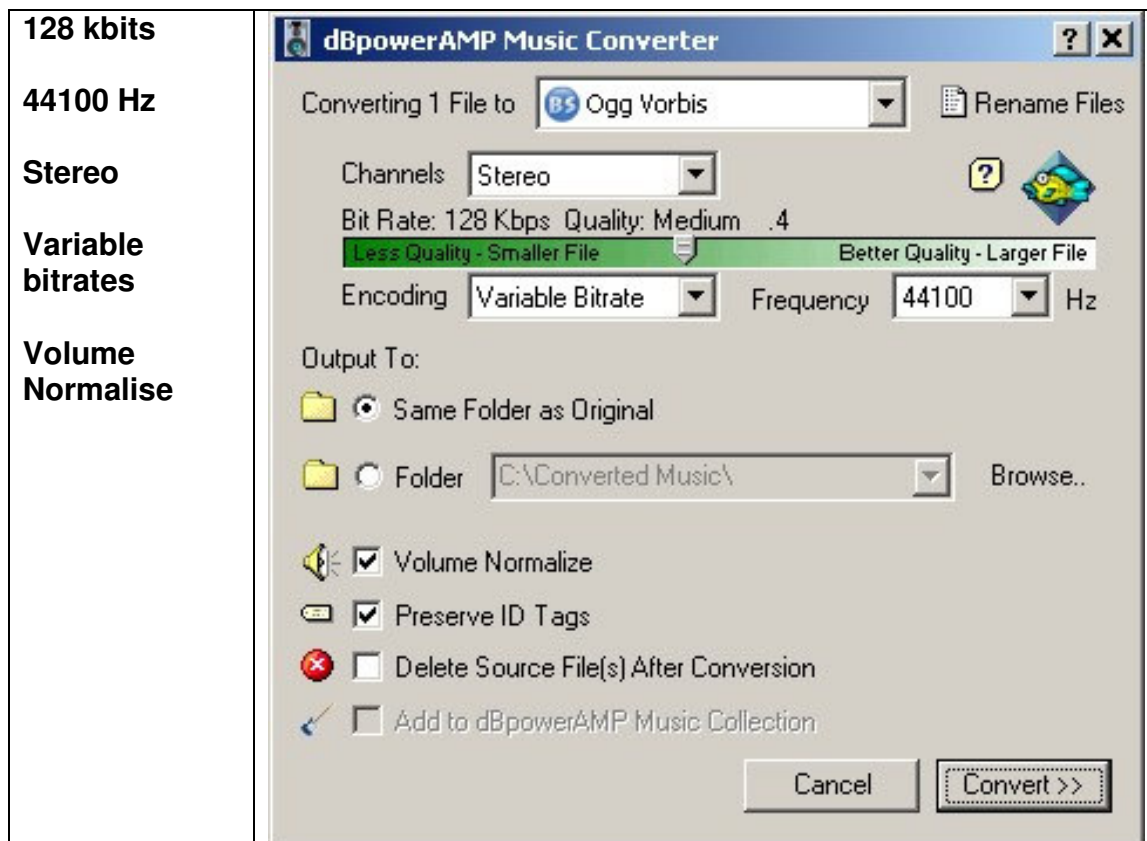 128 kbits
44100 Hz
Stereo
Variable
bitrates
Volume
Normalise
dBpowerAMP Music Converter
? X
Converting 1 File to BS Ogg Vorbis Rename Files
Channels Stereo ?
Bit Rate: 128 Kbps Quality: Medium .4
Less Quality - Smaller File Better Quality - Larger File
Encoding Variable Bitrate Frequency 44100 Hz
Output To:
Same Folder as Original
Folder C:\Converted Music\ Browse..
Volume Normalize
Preserve ID Tags
Delete Source File(s) After Conversion
Add to dBpowerAMP Music Collection
Cancel Convert >>